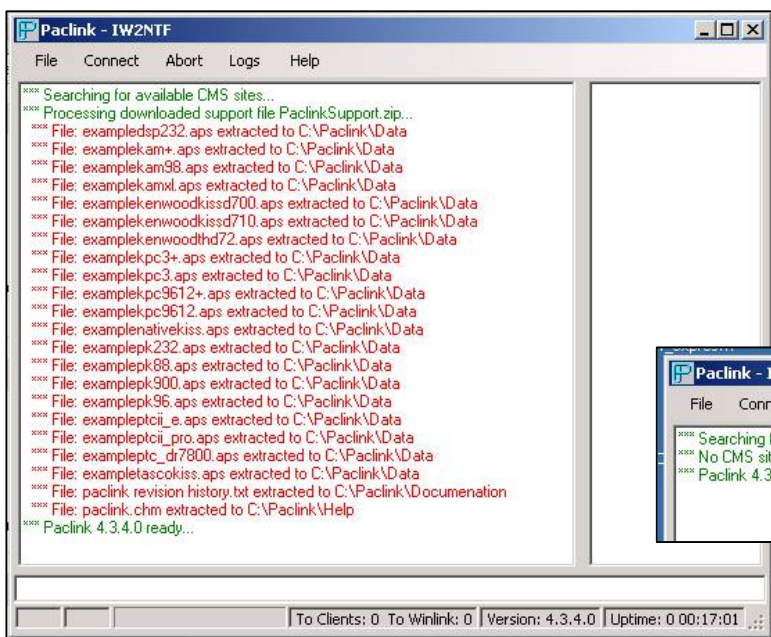 Paclink - IW2NTF
File Connect Abort Logs Help
*** Searching for available CMS sites...
*** Processing downloaded support file PaclinkSupport.zip...
*** File: exampledsp232.aps extracted to C:\Paclink\Data
*** File: examplekam+.aps extracted to C:\Paclink\Data
*** File: examplekam98.aps extracted to C:\Paclink\Data
*** File: examplekamxl.aps extracted to C:\Paclink\Data
*** File: examplekenwoodkissd700.aps extracted to C:\Paclink\Data
*** File: examplekenwoodkissd710.aps extracted to C:\Paclink\Data
*** File: examplekenwoodthd72.aps extracted to C:\Paclink\Data
*** File: examplekpc3+.aps extracted to C:\Paclink\Data
*** File: examplekpc3.aps extracted to C:\Paclink\Data
*** File: examplekpc9612+.aps extracted to C:\Paclink\Data
*** File: examplekpc9612.aps extracted to C:\Paclink\Data
*** File: examplenativekiss.aps extracted to C:\Paclink\Data
*** File: examplepk232.aps extracted to C:\Paclink\Data
*** File: examplepk88.aps extracted to C:\Paclink\Data
*** File: examplepk900.aps extracted to C:\Paclink\Data
*** File: examplepk96.aps extracted to C:\Paclink\Data
*** File: exampleptcii_e.aps extracted to C:\Paclink\Data
*** File: exampleptcii_pro.aps extracted to C:\Paclink\Data
*** File: exampleptc_dr7800.aps extracted to C:\Paclink\Data
*** File: exampletascokiss.aps extracted to C:\Paclink\Data
*** File: paclink revision history.txt extracted to C:\Paclink\Documenation
*** File: paclink.chm extracted to C:\Paclink\Help
*** Paclink 4.3.4.0 ready...
To Clients: 0 To Winlink: 0 Version: 4.3.4.0 Uptime: 0 00:17:01
Paclink - I
File Conn
*** Searching
*** No CMS sit
*** Paclink 4.3